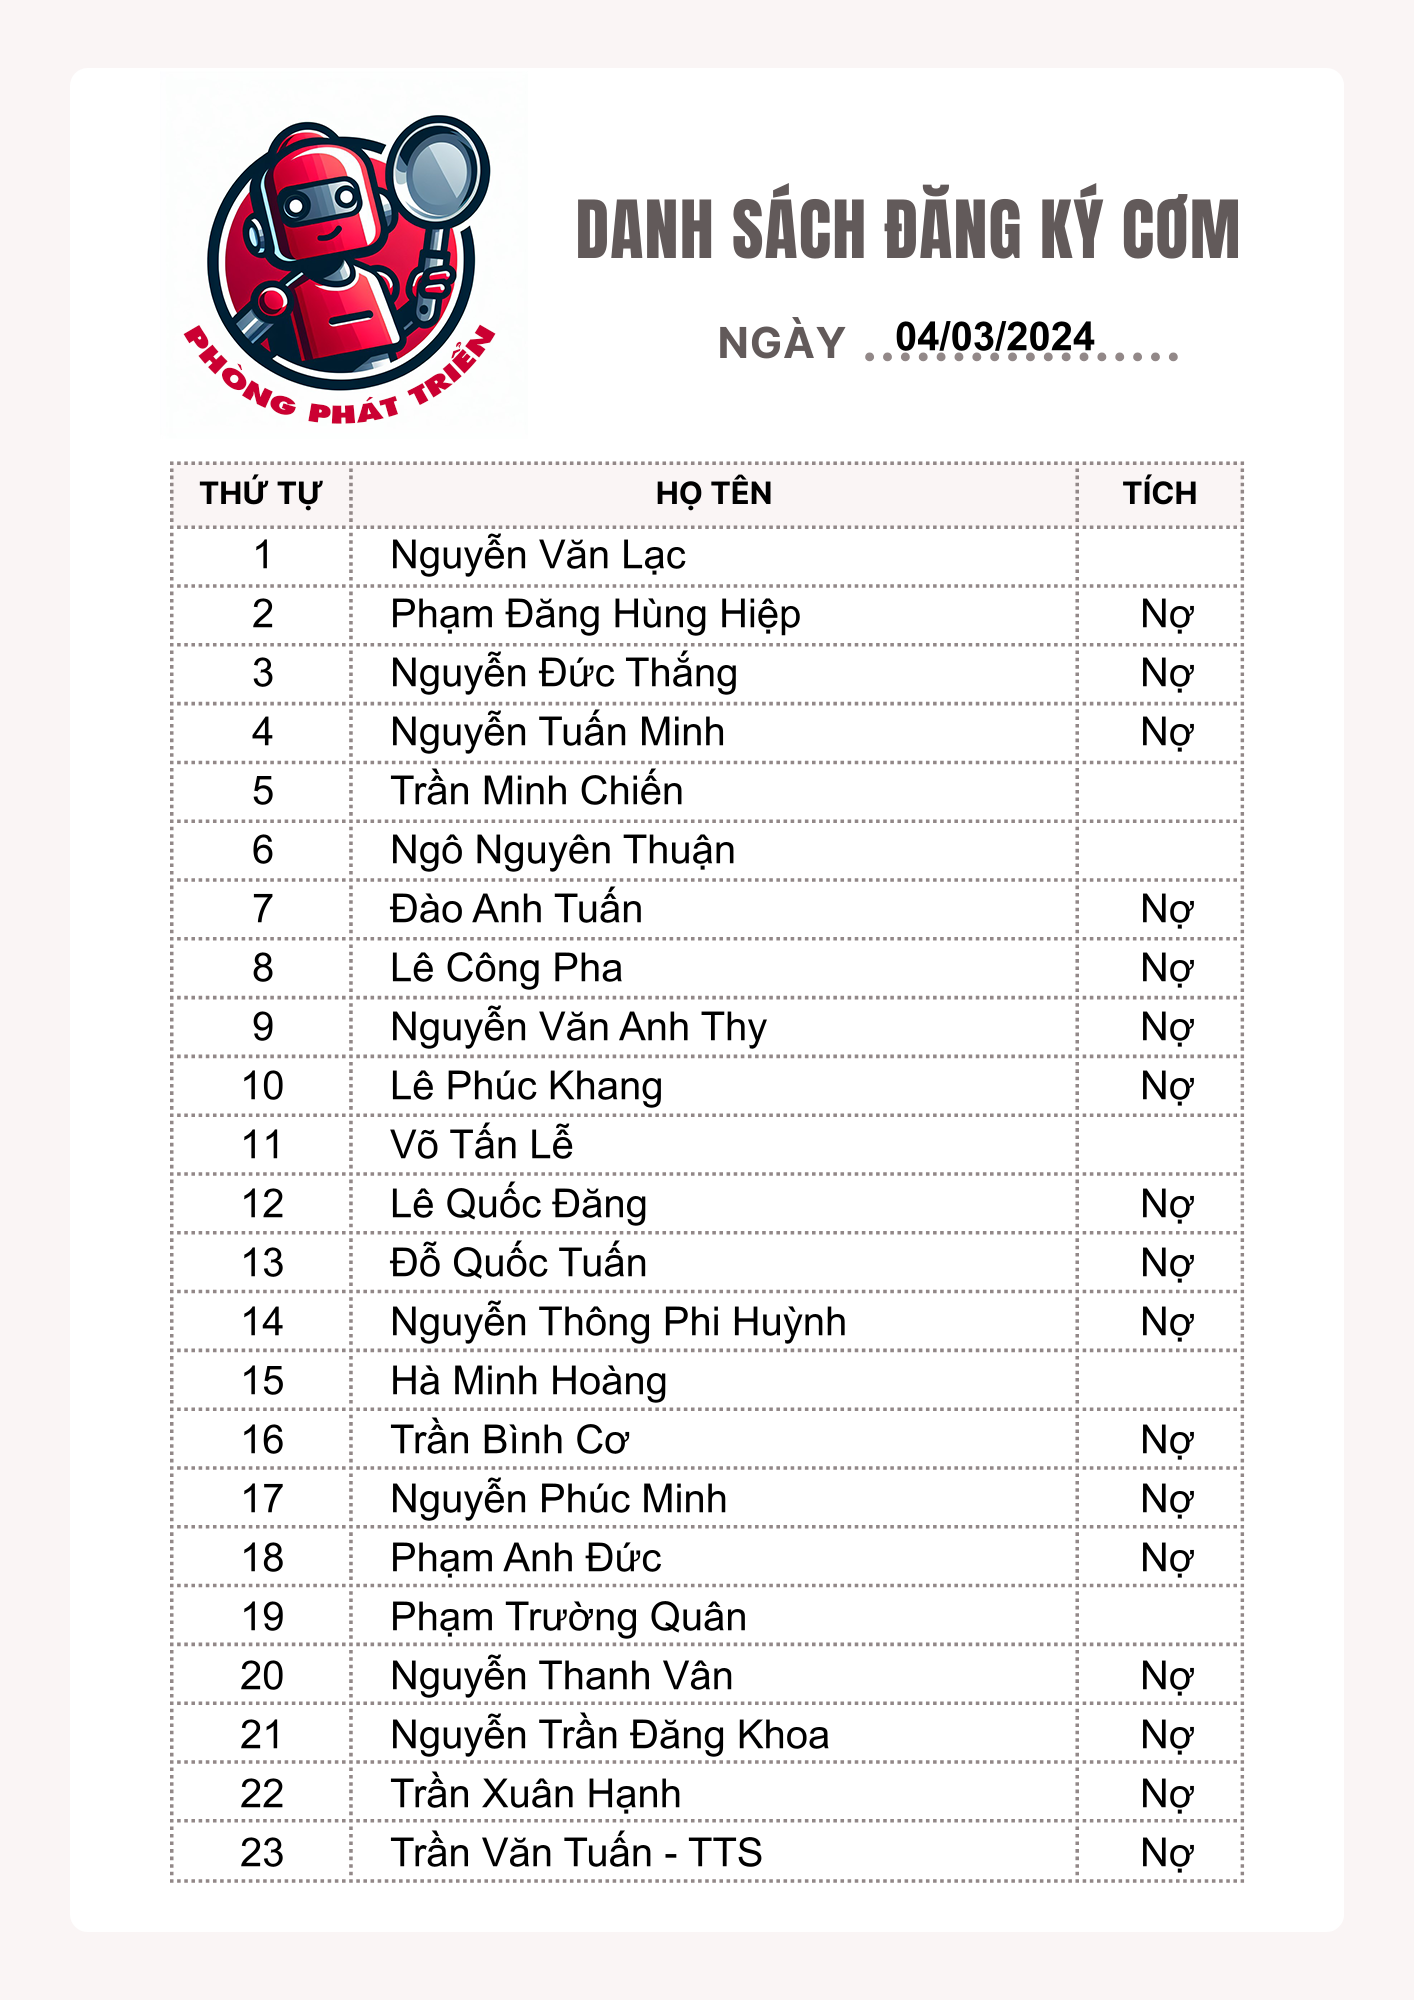 PHÒNG PHÁT TRIỂN
DANH SÁCH ĐĂNG KÝ CƠM
NGÀY 04/03/2024
THỨ TỰ HỌ TÊN TÍCH
1 Nguyễn Văn Lạc
2 Phạm Đăng Hùng Hiệp Nợ
3 Nguyễn Đức Thắng Nợ
4 Nguyễn Tuấn Minh Nợ
5 Trần Minh Chiến
6 Ngô Nguyên Thuận
7 Đào Anh Tuấn Nợ
8 Lê Công Pha Nợ
9 Nguyễn Văn Anh Thy Nợ
10 Lê Phúc Khang Nợ
11 Võ Tấn Lễ
12 Lê Quốc Đăng Nợ
13 Đỗ Quốc Tuấn Nợ
14 Nguyễn Thông Phi Huỳnh Nợ
15 Hà Minh Hoàng
16 Trần Bình Cơ Nợ
17 Nguyễn Phúc Minh Nợ
18 Phạm Anh Đức Nợ
19 Phạm Trường Quân
20 Nguyễn Thanh Vân Nợ
21 Nguyễn Trần Đăng Khoa Nợ
22 Trần Xuân Hạnh Nợ
23 Trần Văn Tuấn - TTS Nợ